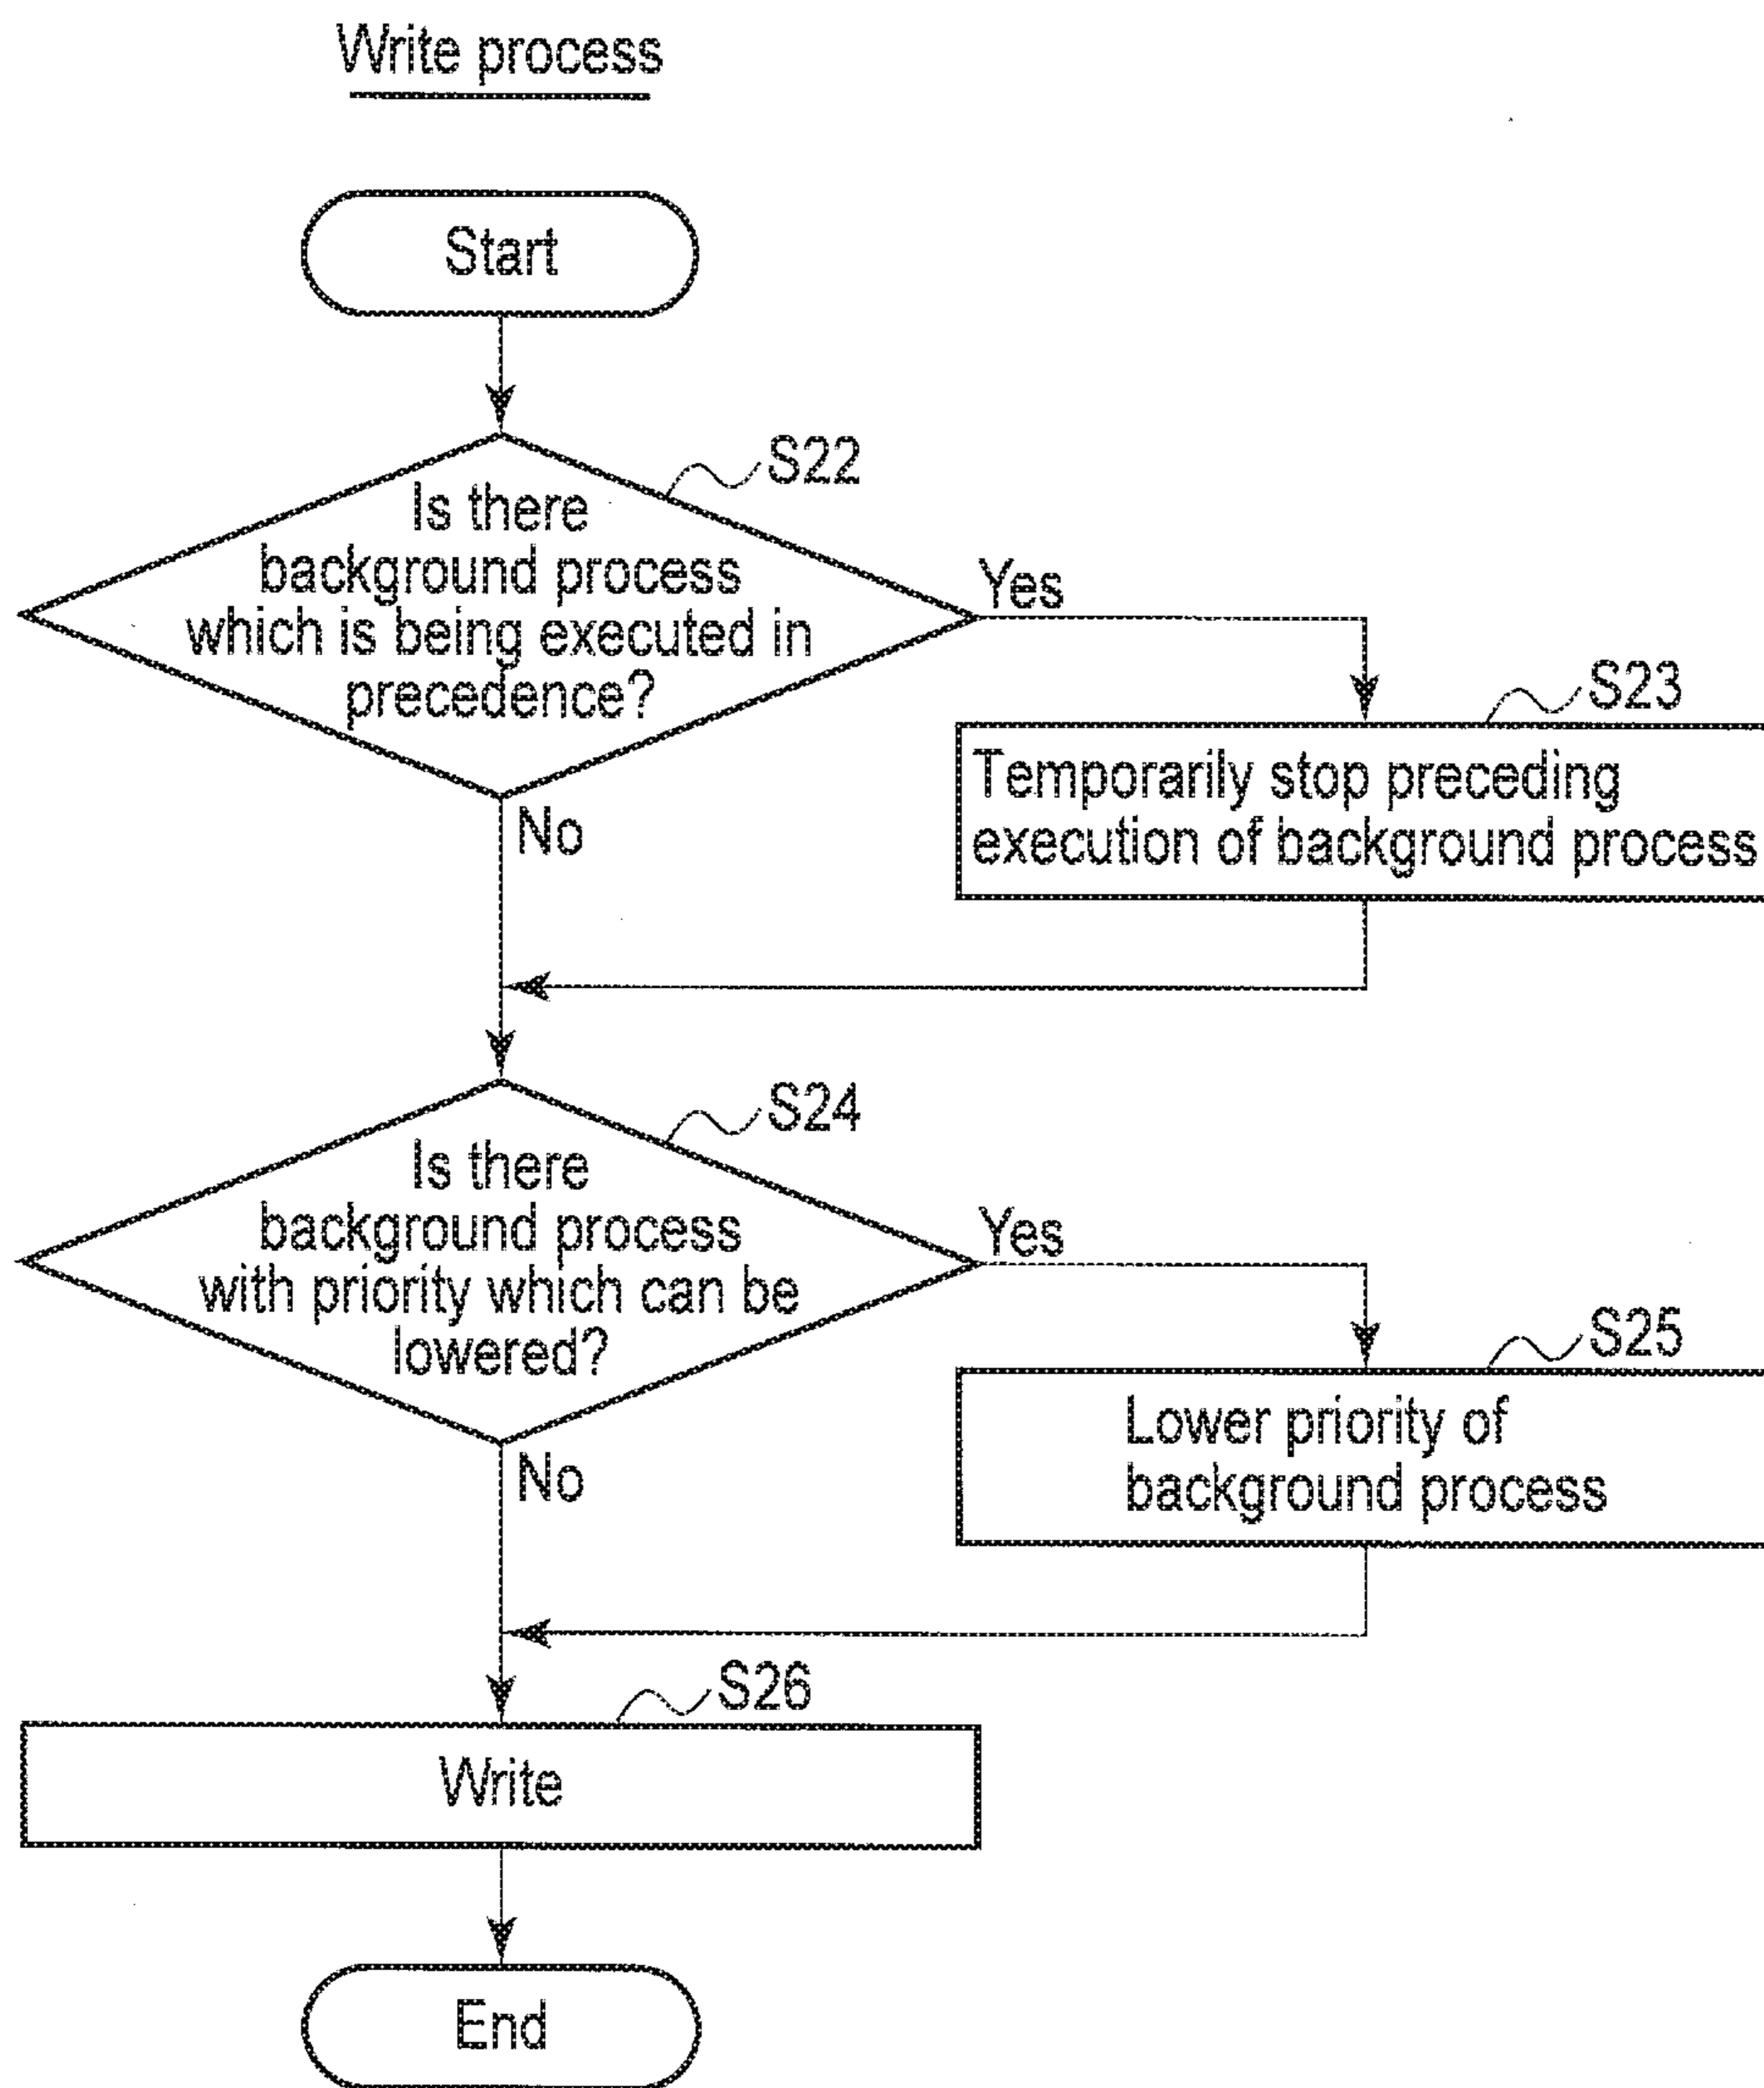 Write process
Start
S22
Is there
background process
which is being executed in
precedence?
Yes
No
S23
Temporarily stop preceding
execution of background process
S24
Is there
background process
with priority which can be
lowered?
Yes
No
S25
Lower priority of
background process
S26
Write
End